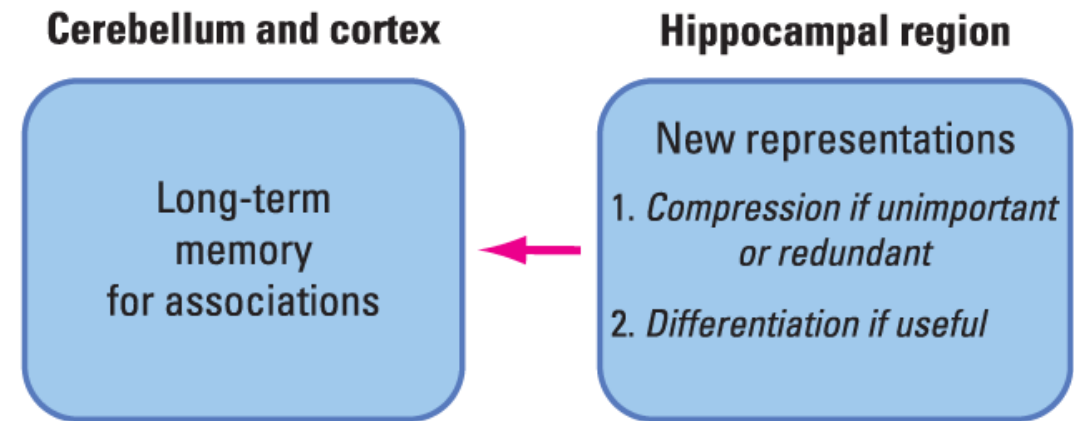 Cerebellum and cortex
Long-term
memory
for associations
Hippocampal region
New representations
1. Compression if unimportant
or redundant
2. Differentiation if useful